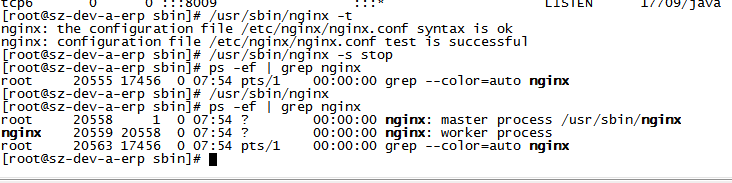 tcp6 0 0 :::8009 :::* LISTEN 17709/java
[root@sz-dev-a-erp sbin]# /usr/sbin/nginx -t
nginx: the configuration file /etc/nginx/nginx.conf syntax is ok
nginx: configuration file /etc/nginx/nginx.conf test is successful
[root@sz-dev-a-erp sbin]# /usr/sbin/nginx -s stop
[root@sz-dev-a-erp sbin]# ps -ef | grep nginx
root 20555 17456 0 07:54 pts/1 00:00:00 grep --color=auto nginx
[root@sz-dev-a-erp sbin]# /usr/sbin/nginx
[root@sz-dev-a-erp sbin]# ps -ef | grep nginx
root 20558 1 0 07:54 ? 00:00:00 nginx: master process /usr/sbin/nginx
nginx 20559 20558 0 07:54 ? 00:00:00 nginx: worker process
root 20563 17456 0 07:54 pts/1 00:00:00 grep --color=auto nginx
[root@sz-dev-a-erp sbin]#